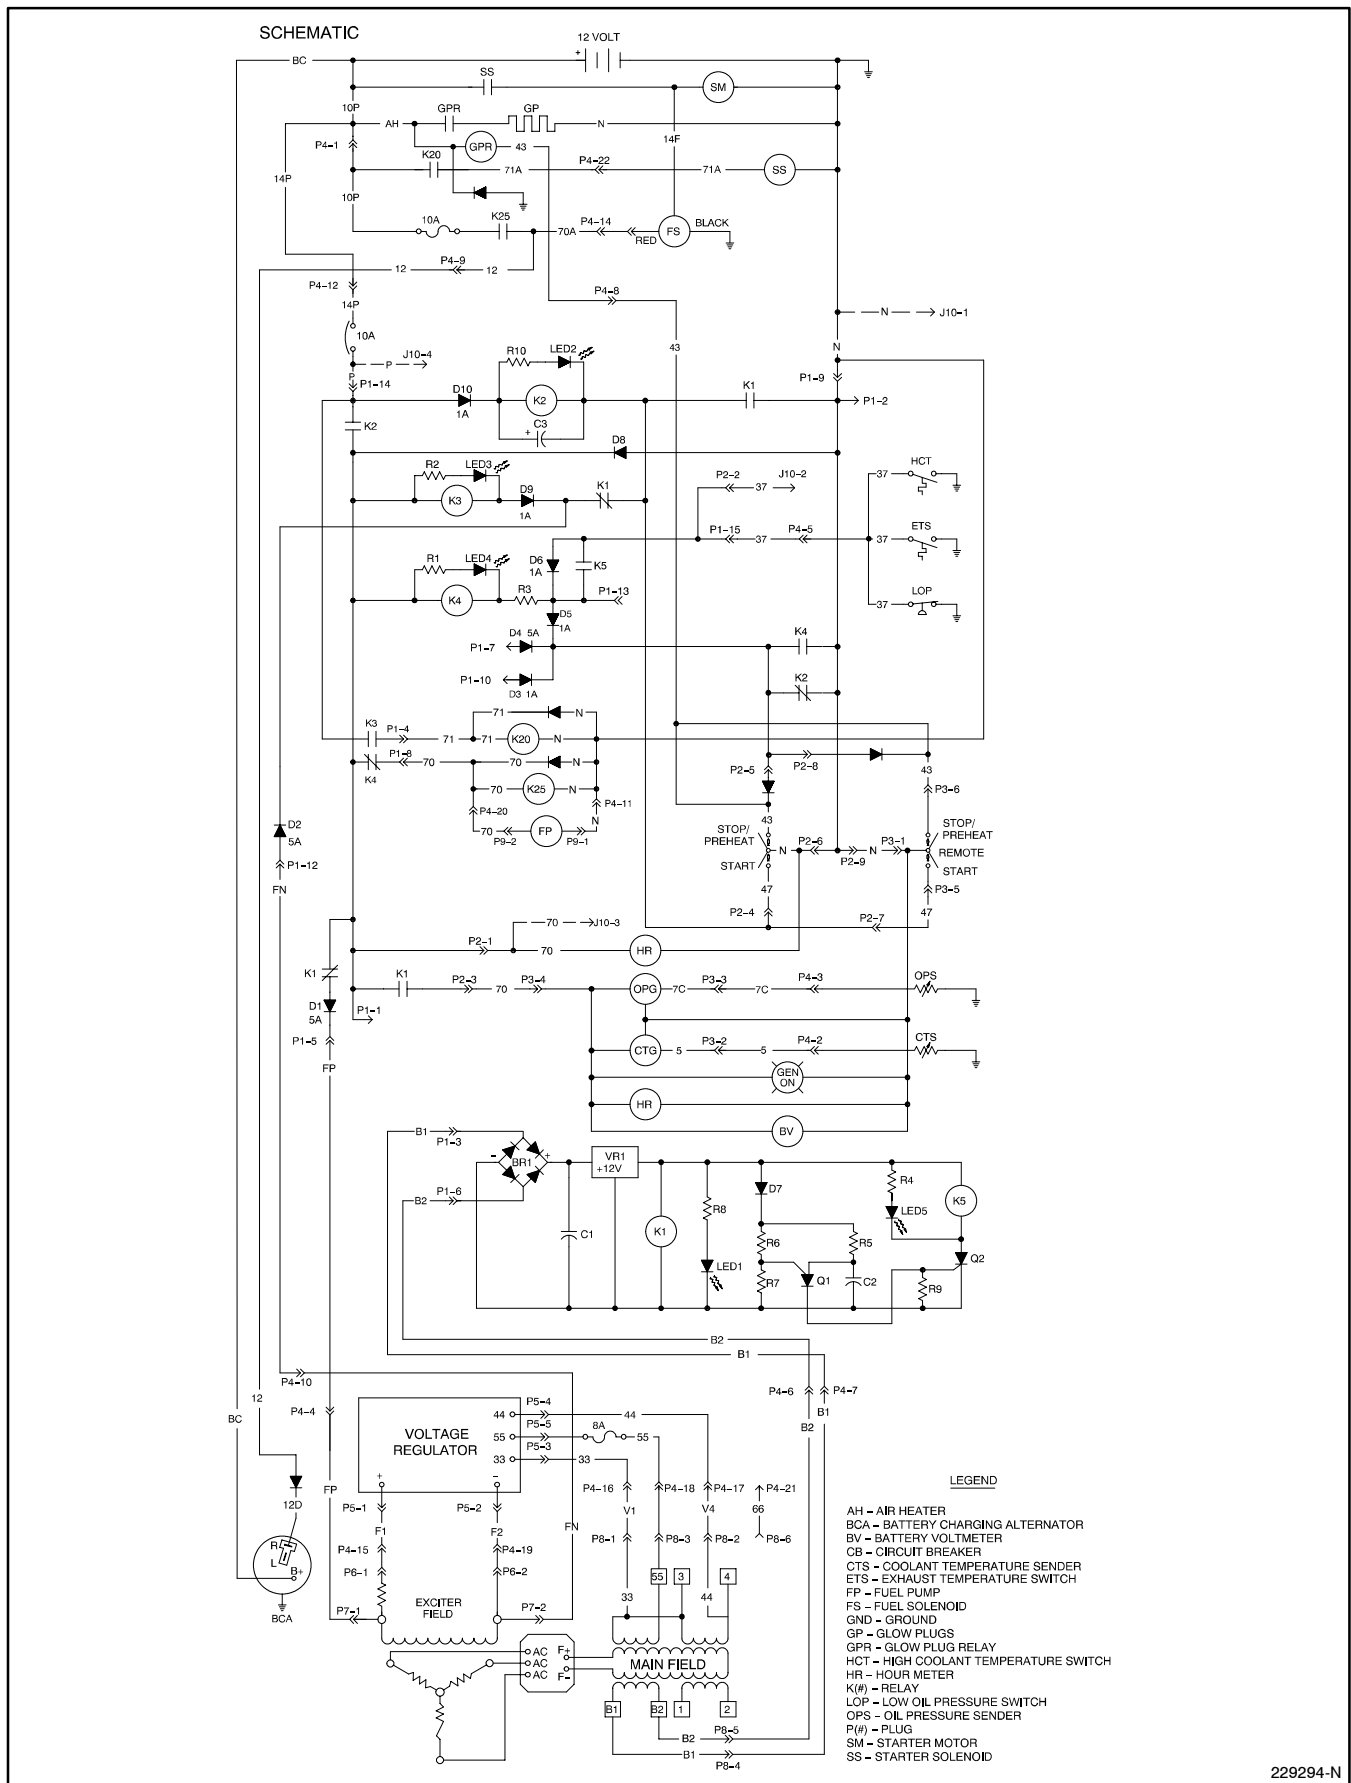 SCHEMATIC
12 VOLT
+
BC
SS
SM
10P
GPR
GP
AH
N
P4-1
GPR
43
14F
K20
P4-22
71A
71A
SS
14P
10P
10A
K25
P4-14
BLACK
70A
RED
FS
P4-9
12
12
P4-12
P4-8
14P
N
J10-1
10A
43
N
J10-4
P
R10
LED2
P
P1-14
P1-9
D10
K2
K1
P1-2
1A
C3
+
K2
D8
R2
LED3
HCT
P2-2
J10-2
37
37
K3
D9
K1
1A
P1-15
P4-5
ETS
37
37
R1
LED4
D6
1A
K5
K4
R3
P1-13
LOP
37
D5
1A
D4 5A
P1-7
K4
P1-10
D3 1A
K2
K3
P1-4
71
N
71
71
K20
N
P1-8
70
70
N
K4
P2-5
P2-8
43
70
K25
N
P3-6
P4-20
P4-11
43
N
D2
5A
70
FP
P9-2
P9-1
STOP/
PREHEAT
N
P2-6
N
P3-1
STOP/
PREHEAT
REMOTE
START
P2-9
START
P1-12
47
P3-5
FN
P2-4
P2-7
47
70
J10-3
P2-1
70
HR
K1
K1
P2-3
P3-4
70
OPG
7C
P3-3
7C
P4-3
OPS
D1
5A
P1-1
P1-5
CTG
5
P3-2
5
P4-2
CTS
FP
GEN
ON
HR
BV
B1
P1-3
-
BR1
+
VR1
+12V
P1-6
B2
D7
R4
K5
R8
LED5
C1
K1
R6
R5
Q2
LED1
R7
Q1
C2
R9
B2
B1
P4-10
P4-6
P4-7
12
P4-4
P5-4
B1
44
44
BC
VOLTAGE
REGULATOR
P5-5
8A
B2
55
55
P5-3
33
33
LEGEND
+
-
P4-16
P4-18
P4-17
P4-21
FP
12D
P5-1
P5-2
V1
V4
66
AH - AIR HEATER
F1
F2
FN
BCA - BATTERY CHARGING ALTERNATOR
P8-1
P8-3
P8-2
P8-6
BV - BATTERY VOLTMETER
R
P4-15
P4-19
CB - CIRCUIT BREAKER
L
CTS - COOLANT TEMPERATURE SENDER
B+
P6-1
P6-2
55
3
4
ETS - EXHAUST TEMPERATURE SWITCH
FP - FUEL PUMP
EXCITER
FIELD
33
44
FS - FUEL SOLENOID
BCA
P7-1
P7-2
GND - GROUND
GP - GLOW PLUGS
GPR - GLOW PLUG RELAY
AC
F+
AC
MAIN FIELD
HCT - HIGH COOLANT TEMPERATURE SWITCH
AC
F-
HR - HOUR METER
K(#) - RELAY
LOP - LOW OIL PRESSURE SWITCH
B1
B2
1
2
OPS - OIL PRESSURE SENDER
P(#) - PLUG
B2
P8-5
SM - STARTER MOTOR
B1
SS - STARTER SOLENOID
P8-4
229294-N